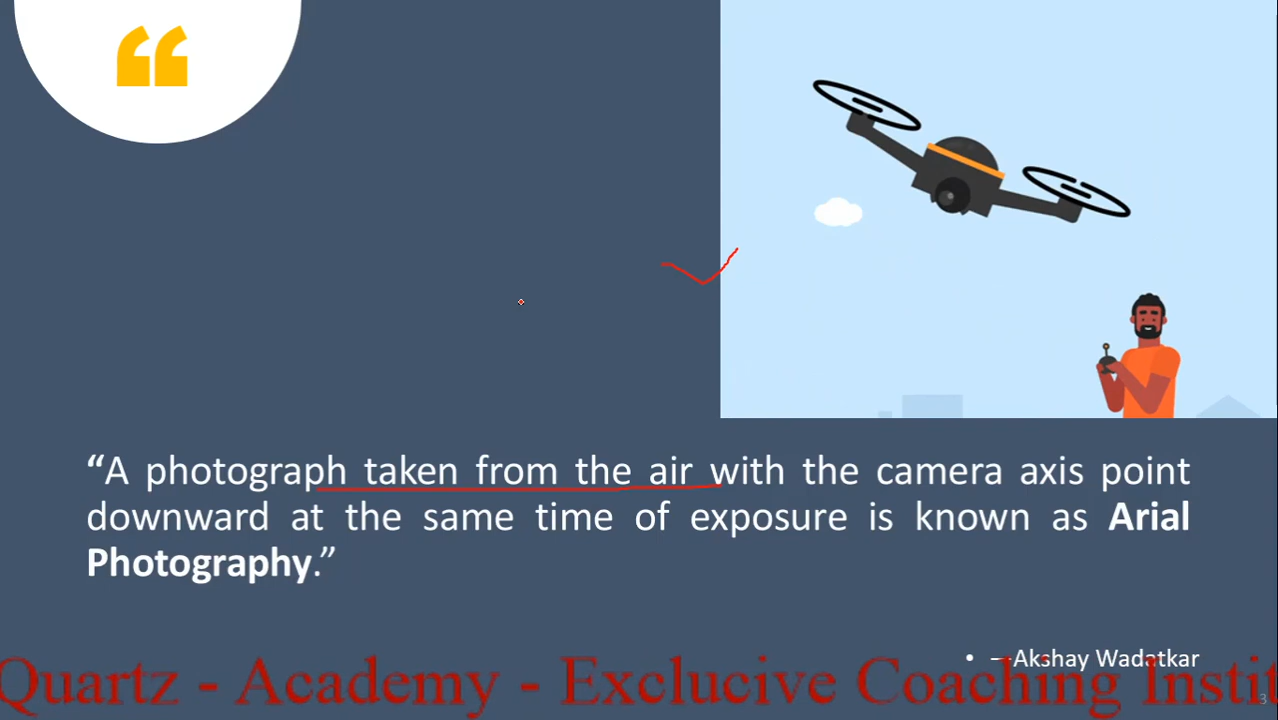 “
“A photograph taken from the air with the camera axis point
downward at the same time of exposure is known as Arial
Photography.”
• —Akshay Wadatkar
Quartz - Academy - Exclucive Coaching Instit
3